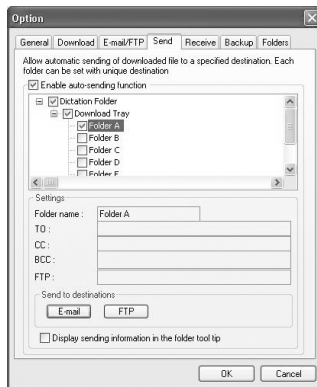 Option
General Download E-mail/FTP Send Receive Backup Folders
Allow automatic sending of downloaded file to a specified destination. Each
folder can be set with unique destination
Enable auto-sending function
Dictation Folder
Download Tray
Folder A
Folder B
Folder C
Folder D
Folder E
Settings
Folder name : Folder A
TO :
CC :
BCC :
FTP :
Send to destinations
E-mail FTP
Display sending information in the folder tool tip
OK Cancel